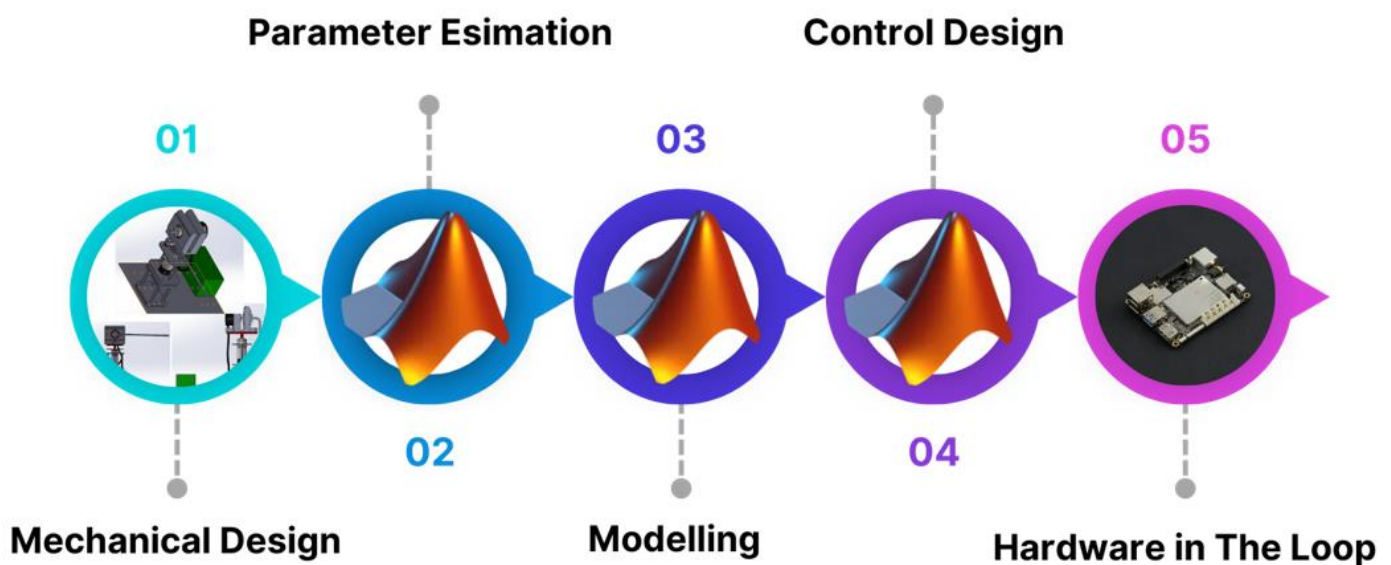 Parameter Esimation
Control Design
01
03
05
02
04
Mechanical Design
Modelling
Hardware in The Loop